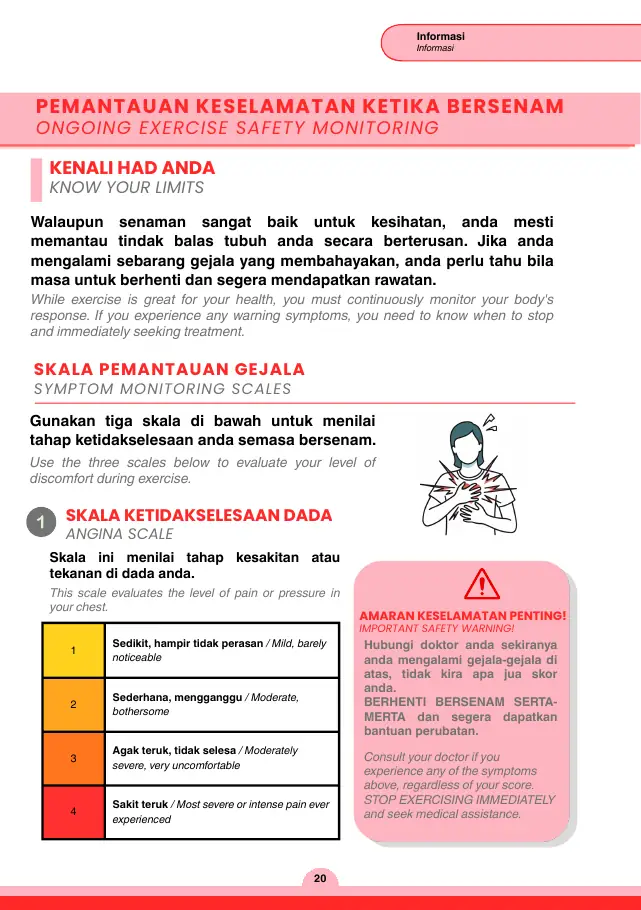 Informasi
Informasi
PEMANTAUAN KESELAMATAN KETIKA BERSENAM
ONGOING EXERCISE SAFETY MONITORING
KENALI HAD ANDA
KNOW YOUR LIMITS
Walaupun senaman sangat baik untuk kesihatan, anda mesti
memantau tindak balas tubuh anda secara berterusan. Jika anda
mengalami sebarang gejala yang membahayakan, anda perlu tahu bila
masa untuk berhenti dan segera mendapatkan rawatan.
While exercise is great for your health, you must continuously monitor your body's
response. If you experience any warning symptoms, you need to know when to stop
and immediately seeking treatment.
SKALA PEMANTAUAN GEJALA
SYMPTOM MONITORING SCALES
Gunakan tiga skala di bawah untuk menilai
tahap ketidakselesaan anda semasa bersenam.
Use the three scales below to evaluate your level of
discomfort during exercise.
1
SKALA KETIDAKSELESAAN DADA
ANGINA SCALE
Skala ini menilai tahap kesakitan atau
tekanan di dada anda.
This scale evaluates the level of pain or pressure in
your chest.
1
Sedikit, hampir tidak perasan / Mild, barely
noticeable
2
Sederhana, mengganggu / Moderate,
bothersome
3
Agak teruk, tidak selesa / Moderately
severe, very uncomfortable
4
Sakit teruk / Most severe or intense pain ever
experienced
AMARAN KESELAMATAN PENTING!
IMPORTANT SAFETY WARNING!
Hubungi doktor anda sekiranya
anda mengalami gejala-gejala di
atas, tidak kira apa jua skor
anda.
BERHENTI BERSENAM SERTA-
MERTA dan segera dapatkan
bantuan perubatan.
Consult your doctor if you
experience any of the symptoms
above, regardless of your score.
STOP EXERCISING IMMEDIATELY
and seek medical assistance.
20